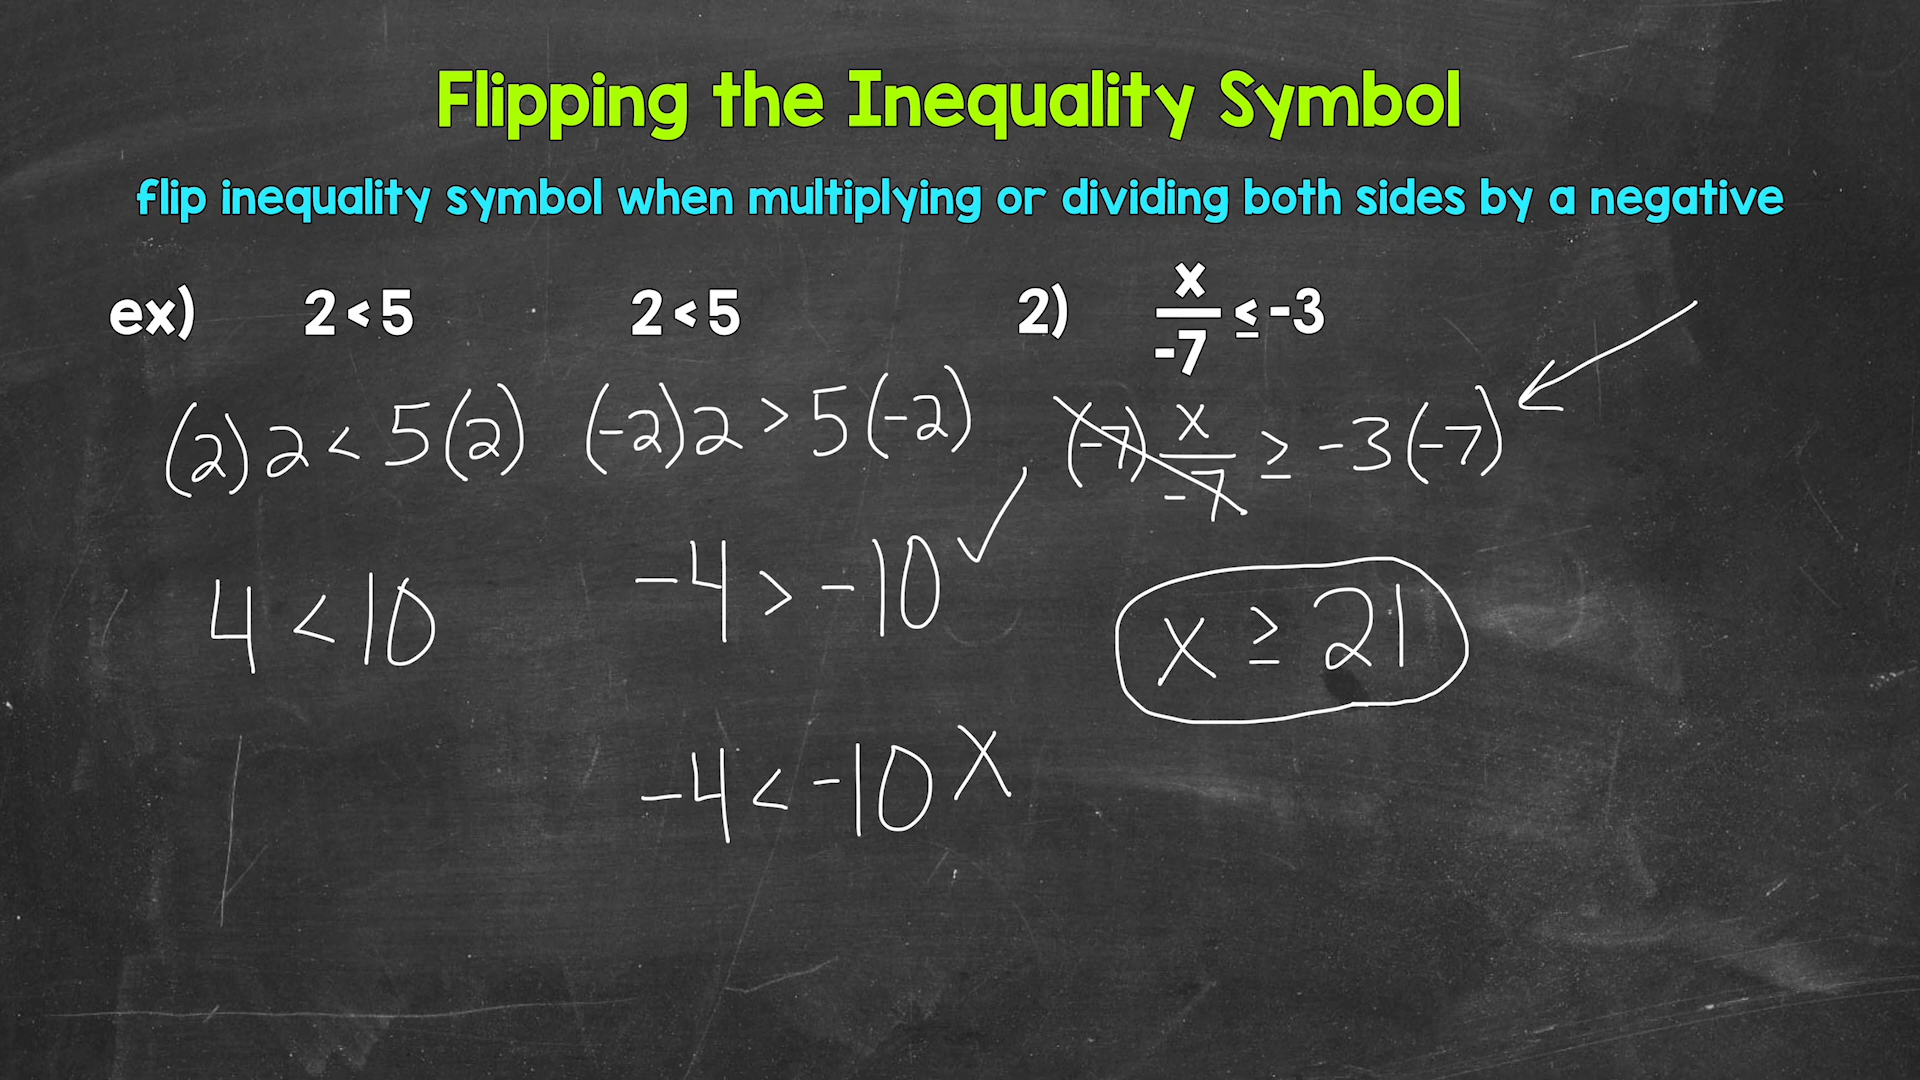 Flipping the Inequality Symbol
flip inequality symbol when multiplying or dividing both sides by a negative
ex) 2 < 5
(2) 2 < 5 (2)
4 < 10
2 < 5
(-2) 2 > 5 (-2)
-4 > -10 ✓
-4 < -10 X
2) x/-7 ≤ -3
(-7) x/-7 ≥ -3 (-7)
x ≥ 21